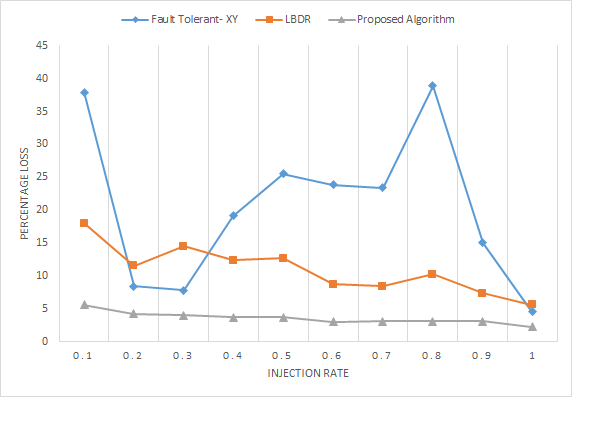 Fault Tolerant- XY LBDR Proposed Algorithm
45
40
35
30
25
20
15
10
5
0
PERCENTAGE LOSS
0.1 0.2 0.3 0.4 0.5 0.6 0.7 0.8 0.9 1
INJECTION RATE